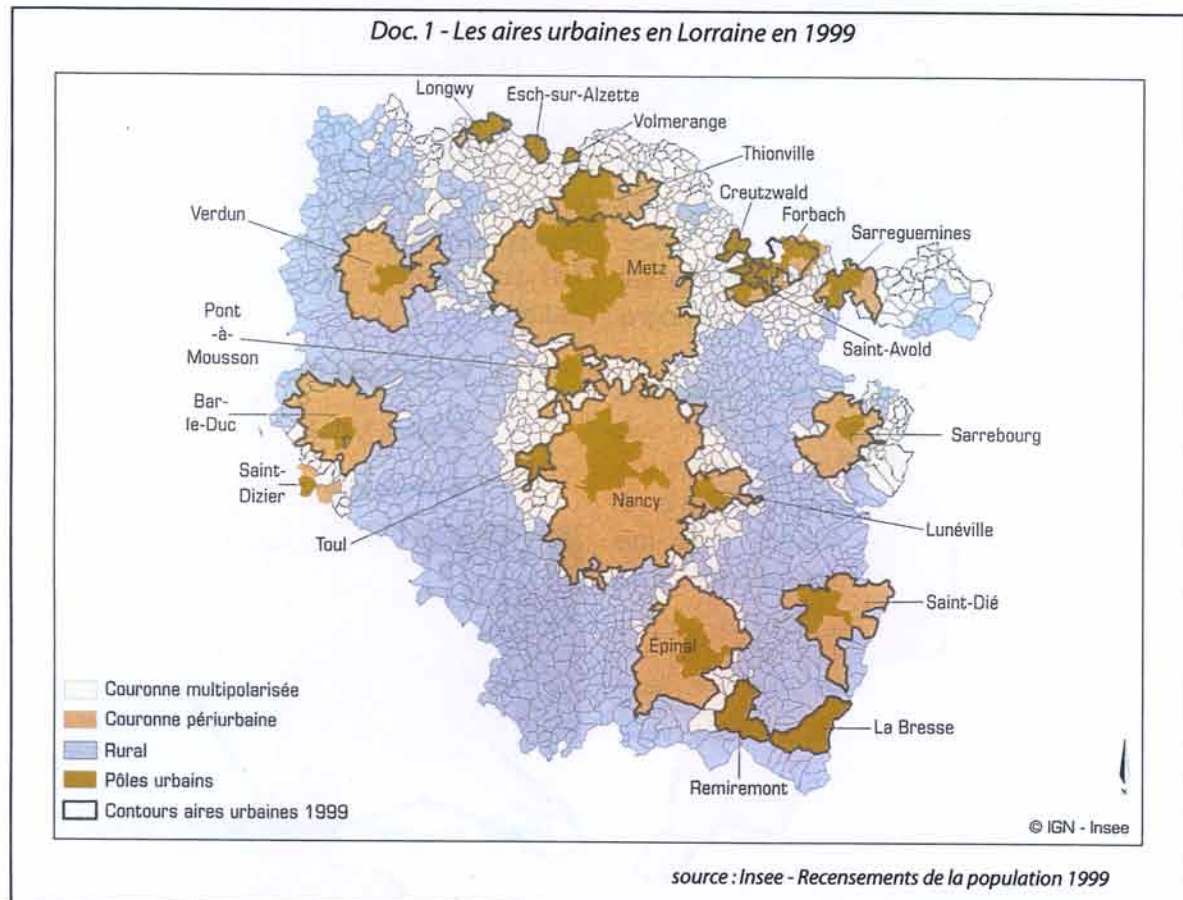 Doc. 1 - Les aires urbaines en Lorraine en 1999
Longwy
Esch-sur-Alzette
Volmerange
Thionville
Creutzwald
Forbach
Sarreguemines
Verdun
Metz
Pont
-à-
Mousson
Saint-Avold
Bar-
le-Duc
Sarrebourg
Saint-
Dizier
Nancy
Toul
Lunéville
Saint-Dié
Epinal
La Bresse
Remiremont
Couronne multipolarisée
Couronne périurbaine
Rural
Pôles urbains
Contours aires urbaines 1999
© IGN - Insee
source : Insee - Recensements de la population 1999